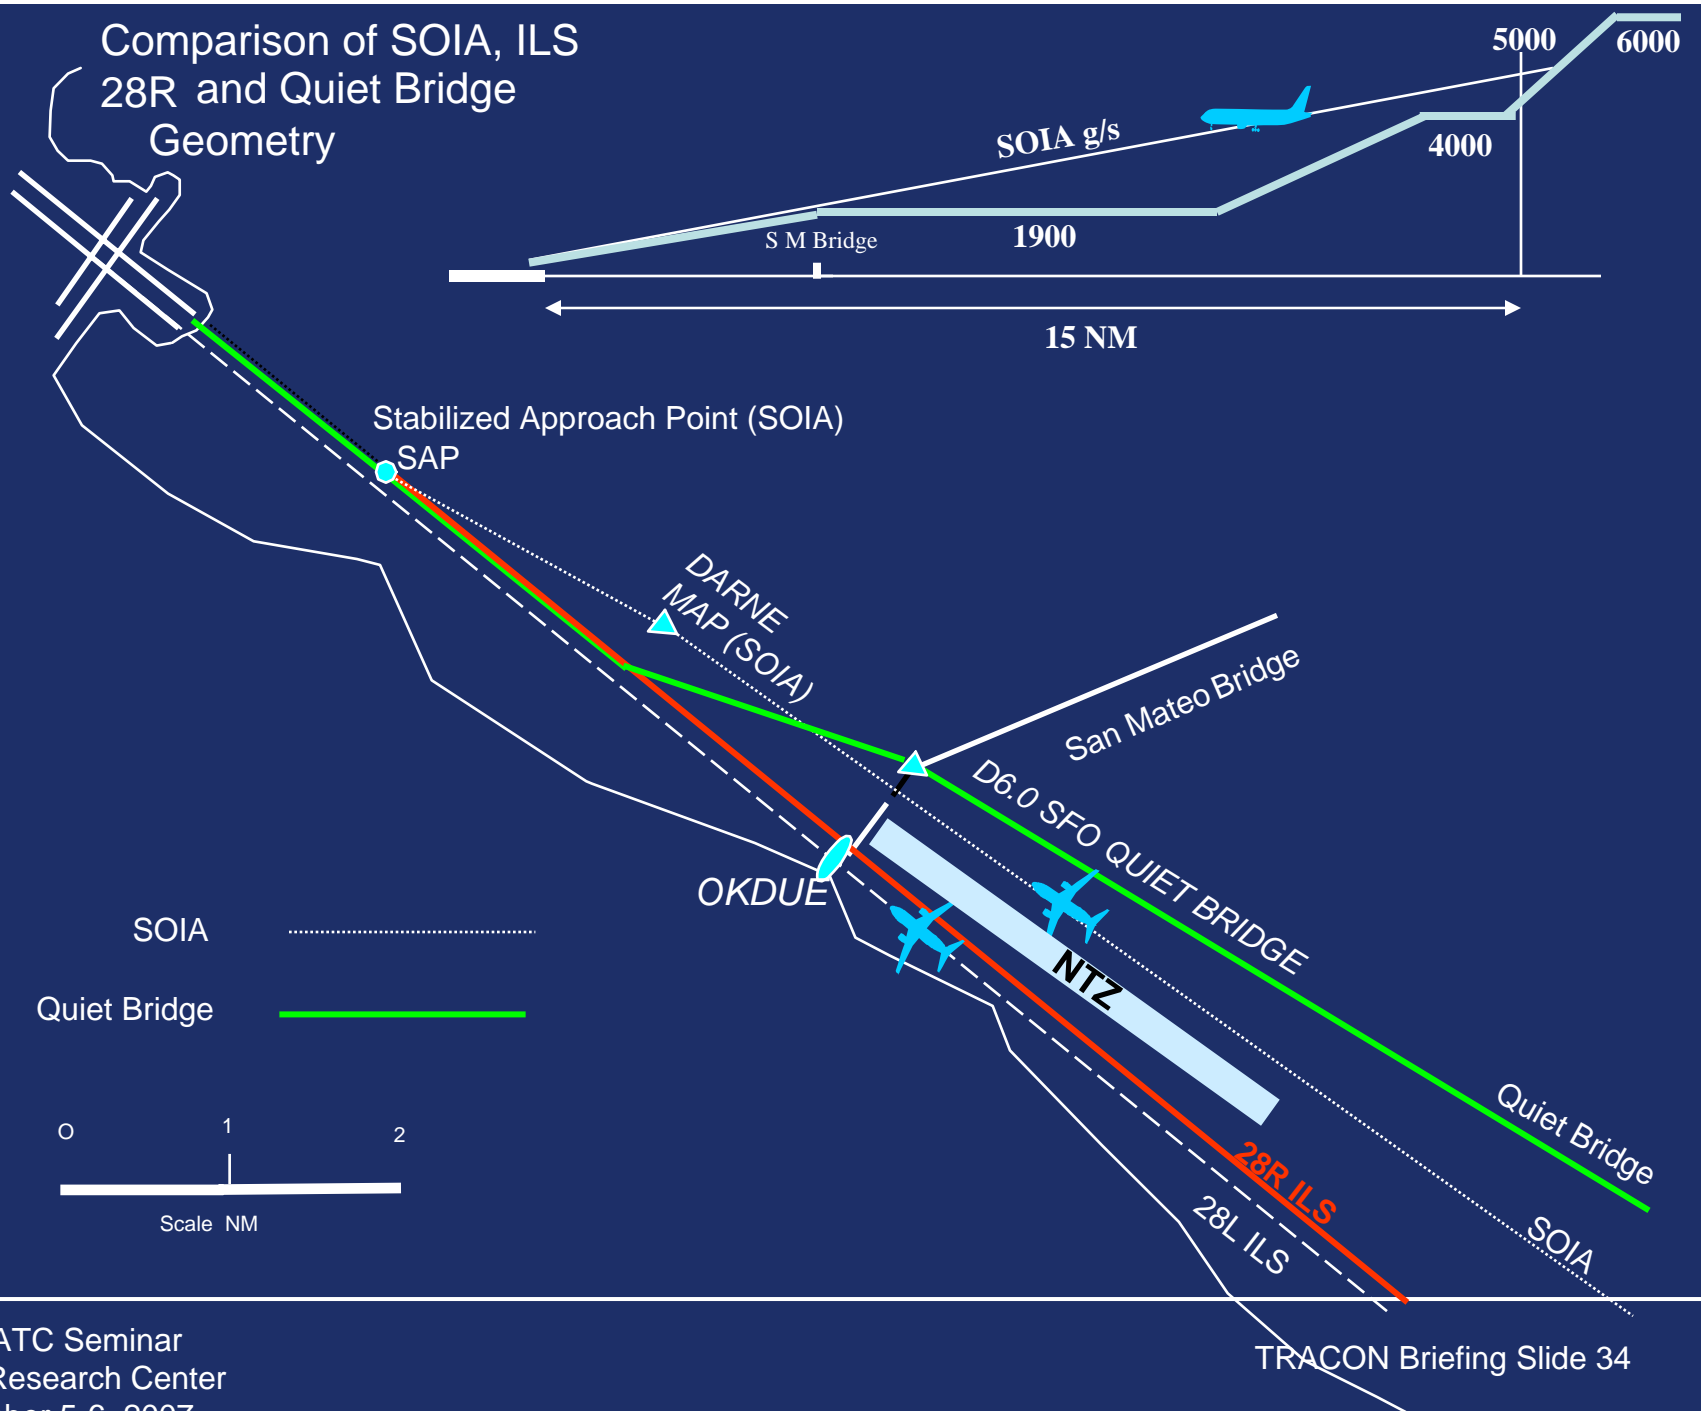 Comparison of SOIA, ILS
28R and Quiet Bridge
Geometry
5000
6000
SOIA g/s
4000
S M Bridge
1900
15 NM
Stabilized Approach Point (SOIA)
SAP
DARNE
MAP (SOIA)
San Mateo Bridge
D6.0 SFO QUIET BRIDGE
OKDUE
NTZ
SOIA
Quiet Bridge
Quiet Bridge
28R ILS
28L ILS
SOIA
O 1 2
Scale NM
ATC Seminar
Research Center
TRACON Briefing Slide 34